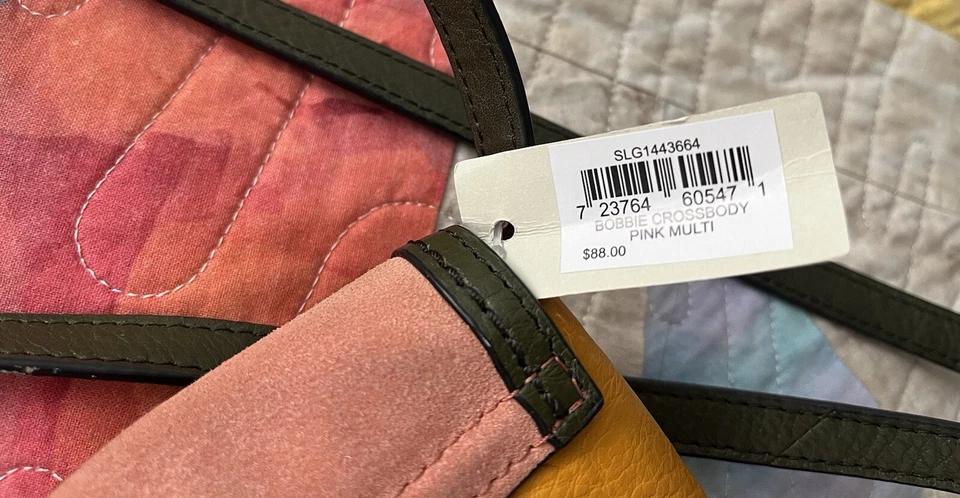 SLG1443664
7 23764 60547 1
BOBBIE CROSSBODY
PINK MULTI
$88.00